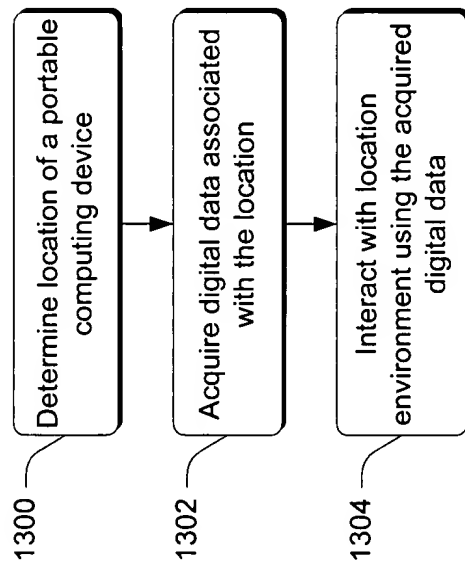 1300
Determine location of a portable
computing device
1302
Acquire digital data associated
with the location
1304
Interact with location
environment using the acquired
digital data